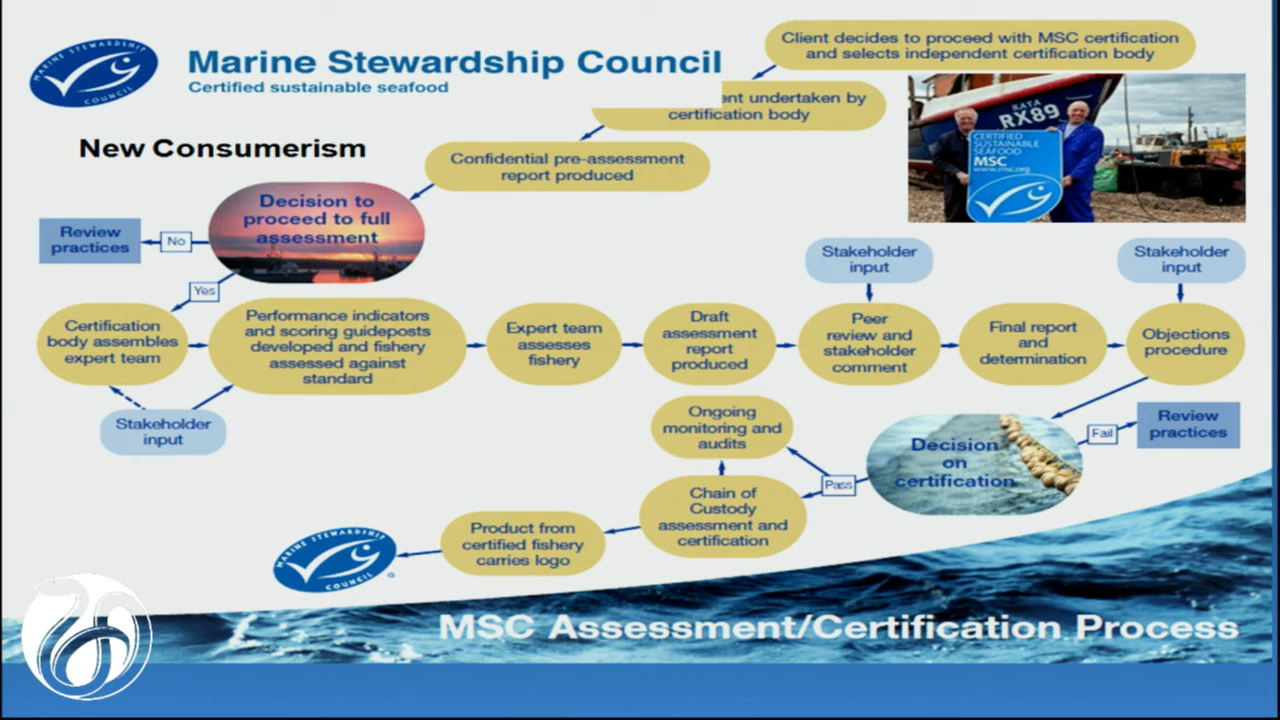 MARINE STEWARDSHIP COUNCIL
Marine Stewardship Council
Certified sustainable seafood
New Consumerism
Client decides to proceed with MSC certification
and selects independent certification body
undertaken by
certification body
Confidential pre-assessment
report produced
RX89
CERTIFIED
SUSTAINABLE
SEAFOOD
MSC
www.msc.org
Decision to
proceed to full
assessment
No
Review
practices
Yes
Stakeholder
input
Stakeholder
input
Certification
body assembles
expert team
Performance indicators
and scoring guideposts
developed and fishery
assessed against
standard
Expert team
assesses
fishery
Draft
assessment
report
produced
Peer
review and
stakeholder
comment
Final report
and
determination
Objections
procedure
Stakeholder
input
Ongoing
monitoring and
audits
Decision
on
certification
Fail
Review
practices
Pass
Chain of
Custody
assessment and
certification
Product from
certified fishery
carries logo
MARINE STEWARDSHIP COUNCIL
MSC Assessment/Certification Process